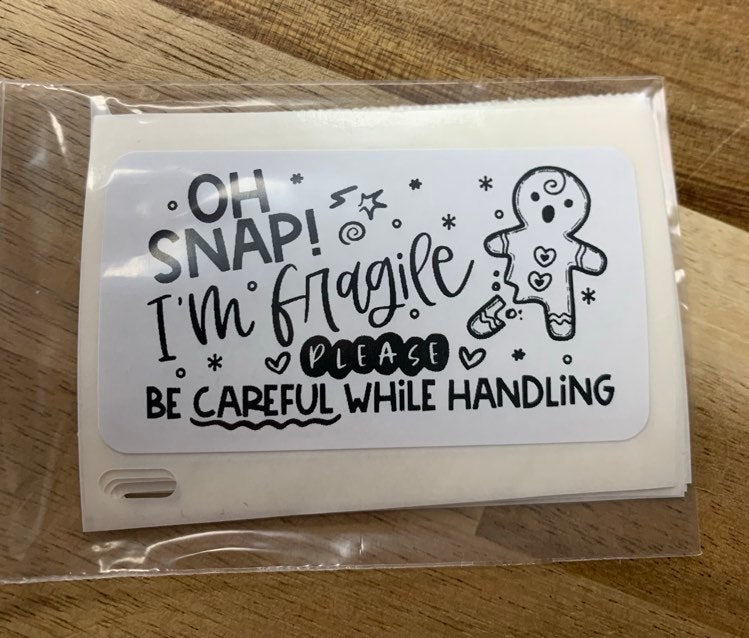 OH
SNAP!
I'M fragile
PLEASE
BE CAREFUL WHiLE HANDLiNG